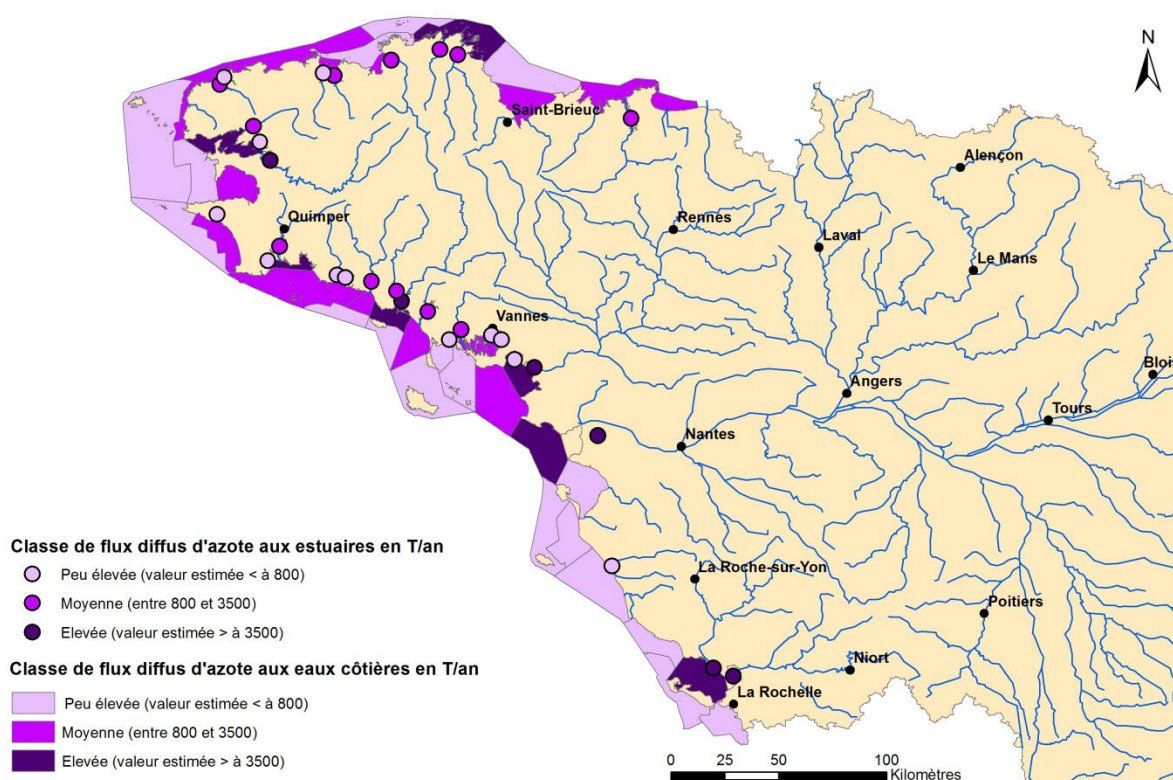 N
Saint-Brieuc
Alençon
Quimper
Rennes
Laval
Le Mans
Vannes
Angers
Blois
Tours
Nantes
Classe de flux diffus d'azote aux estuaires en T/an
Peu élevée (valeur estimée < à 800)
Moyenne (entre 800 et 3500)
Elevée (valeur estimée > à 3500)
La Roche-sur-Yon
Poitiers
Classe de flux diffus d'azote aux eaux côtières en T/an
Peu élevée (valeur estimée < à 800)
Moyenne (entre 800 et 3500)
Elevée (valeur estimée > à 3500)
Niort
La Rochelle
0 25 50 100
Kilomètres